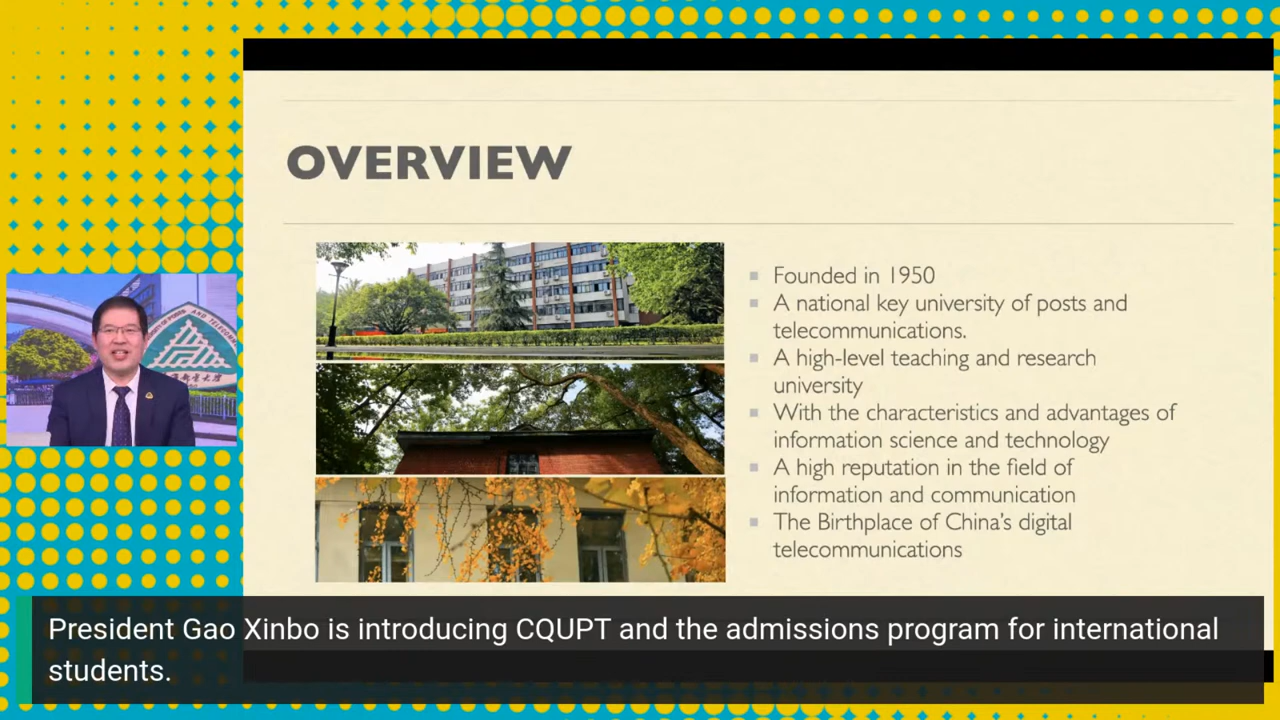 OVERVIEW
Founded in 1950
A national key university of posts and
telecommunications.
A high-level teaching and research
university
With the characteristics and advantages of
information science and technology
A high reputation in the field of
information and communication
The Birthplace of China's digital
telecommunications
President Gao Xinbo is introducing CQUPT and the admissions program for international
students.